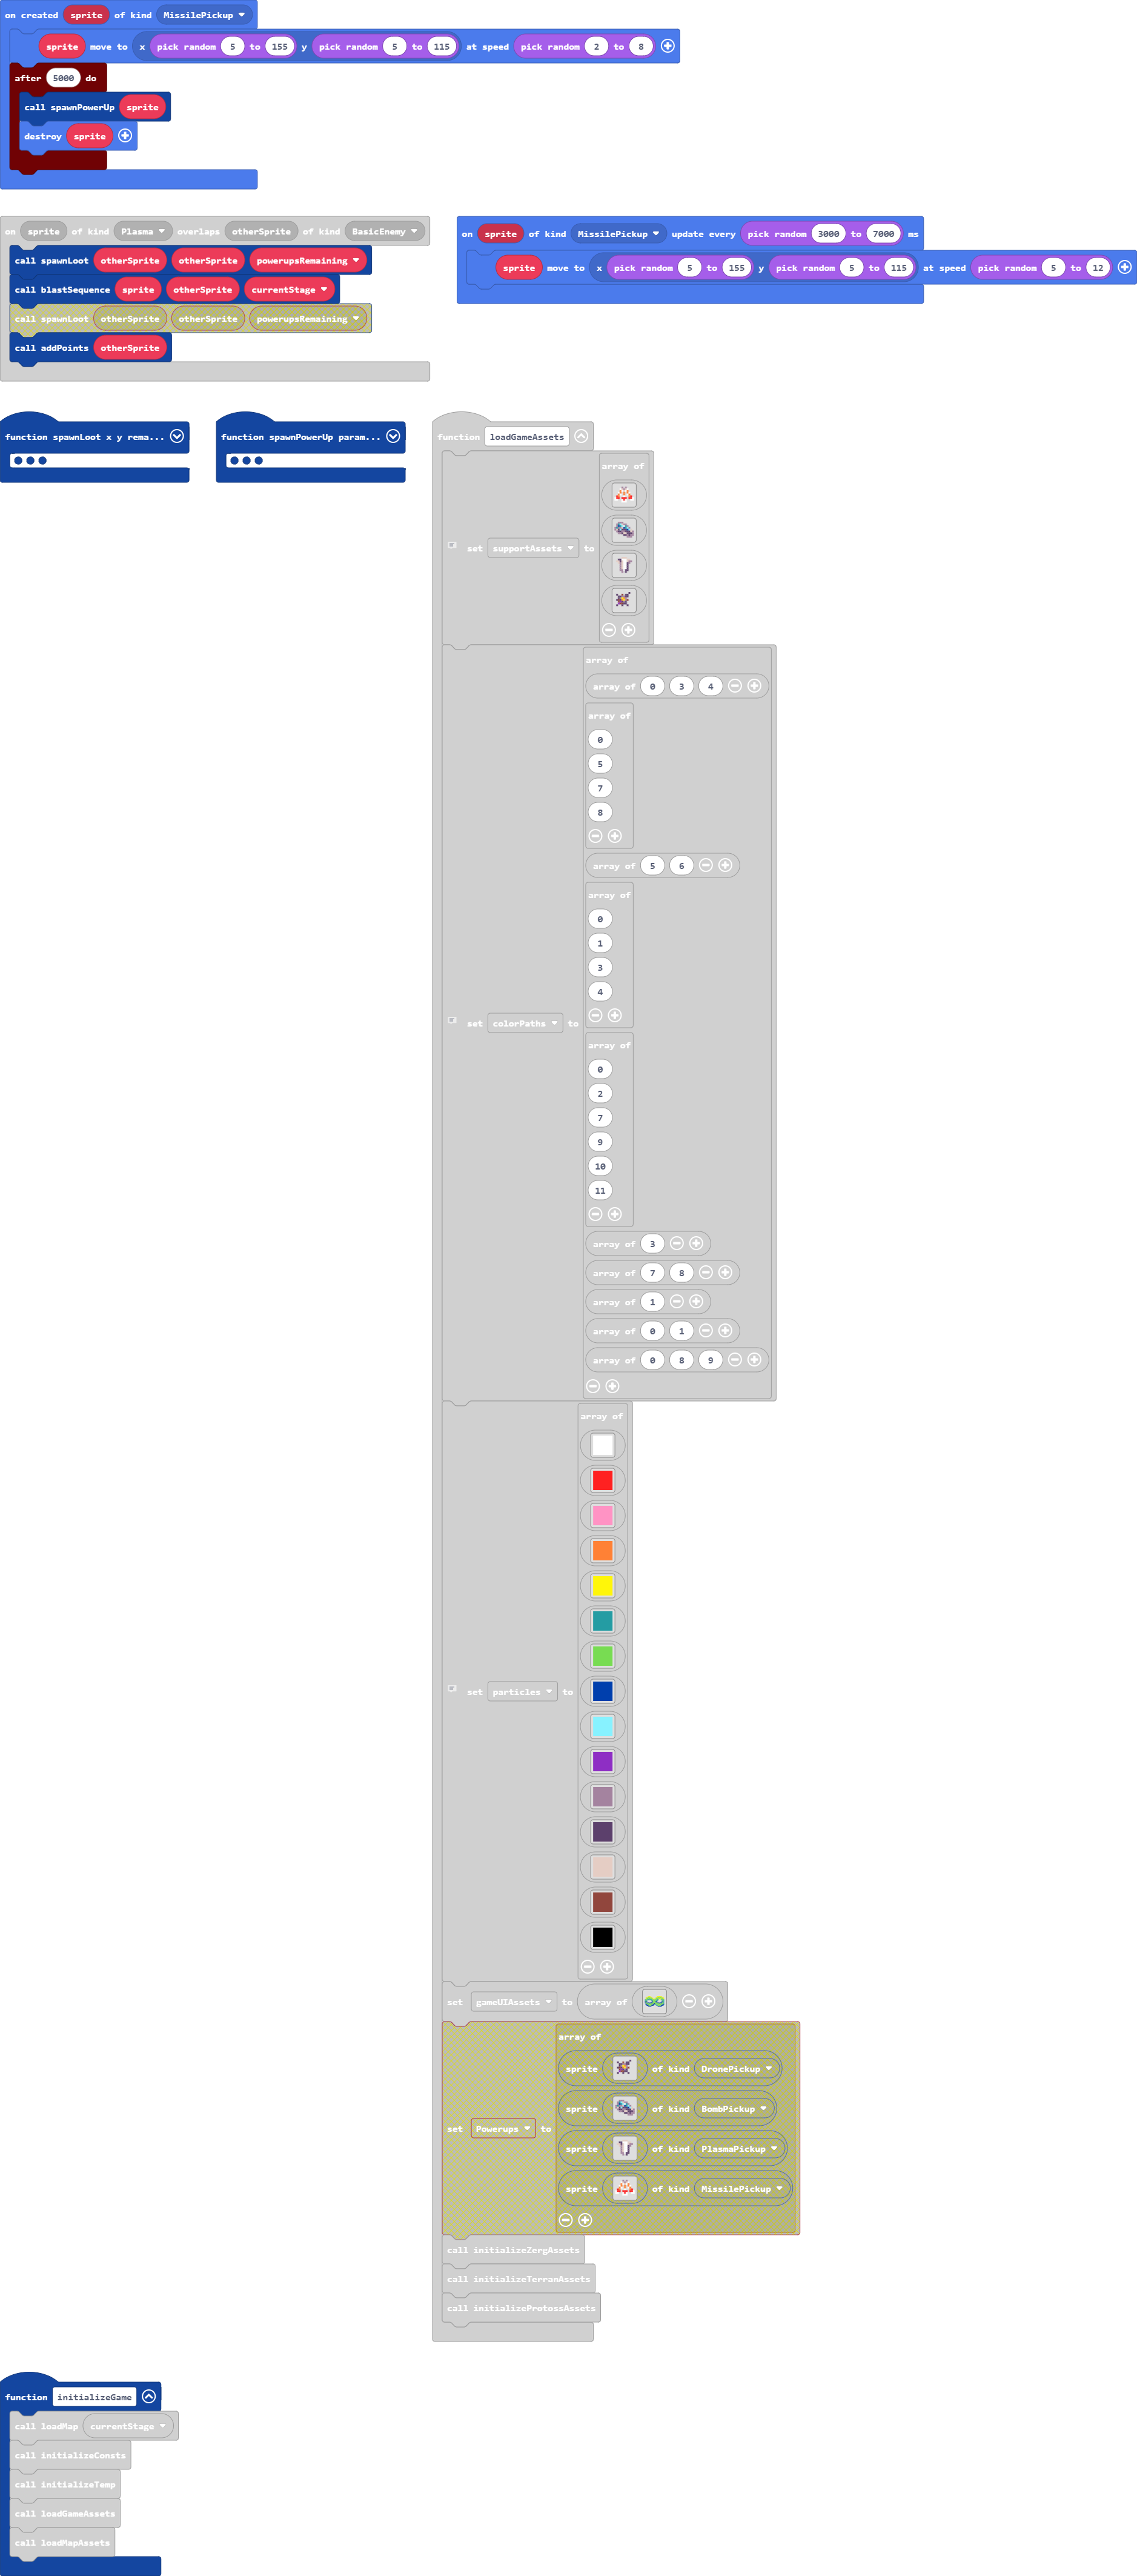 on created sprite of kind MissilePickup
sprite move to x pick random 5 to 155 y pick random 5 to 115 at speed pick random 2 to 8
after 5000 do
call spawnPowerUp sprite
destroy sprite
on sprite of kind Plasma overlaps otherSprite of kind BasicEnemy
call spawnLoot otherSprite otherSprite powerupsRemaining
call blastSequence sprite otherSprite currentStage
call spawnLoot otherSprite otherSprite powerupsRemaining
call addPoints otherSprite
on sprite of kind MissilePickup update every pick random 3000 to 7000 ms
sprite move to x pick random 5 to 155 y pick random 5 to 115 at speed pick random 5 to 12
function spawnLoot x y rema...
function spawnPowerUp param...
function loadGameAssets
set supportAssets to
array of
set colorPaths to
array of
array of 0 3 4
array of
0
5
7
8
array of 5 6
array of
0
1
3
4
array of
0
2
7
9
10
11
array of 3
array of 7 8
array of 1
array of 0 1
array of 0 8 9
set particles to
array of
set gameUIAssets to array of
set Powerups to
array of
sprite of kind DronePickup
sprite of kind BombPickup
sprite of kind PlasmaPickup
sprite of kind MissilePickup
call initializeZergAssets
call initializeTerranAssets
call initializeProtossAssets
function initializeGame
call loadMap currentStage
call initializeConsts
call initializeTemp
call loadGameAssets
call loadMapAssets